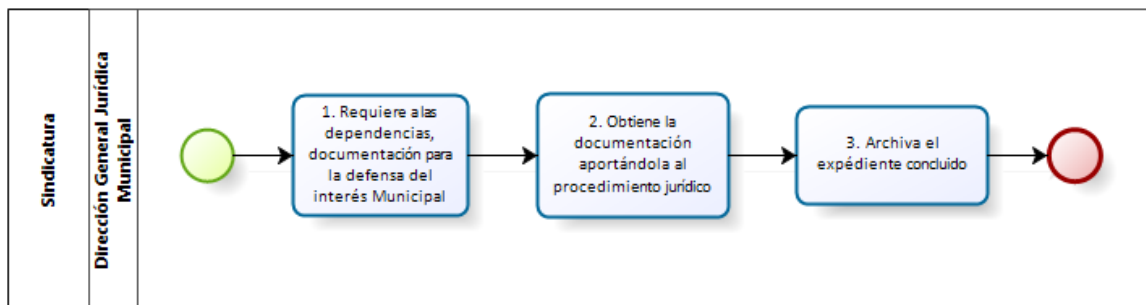 Sindicatura
Dirección General Jurídica
Municipal
1. Requiere alas
dependencias,
documentación para
la defensa del
interés Municipal
2. Obtiene la
documentación
aportándola al
procedimiento jurídico
3. Archiva el
expédiente concluido